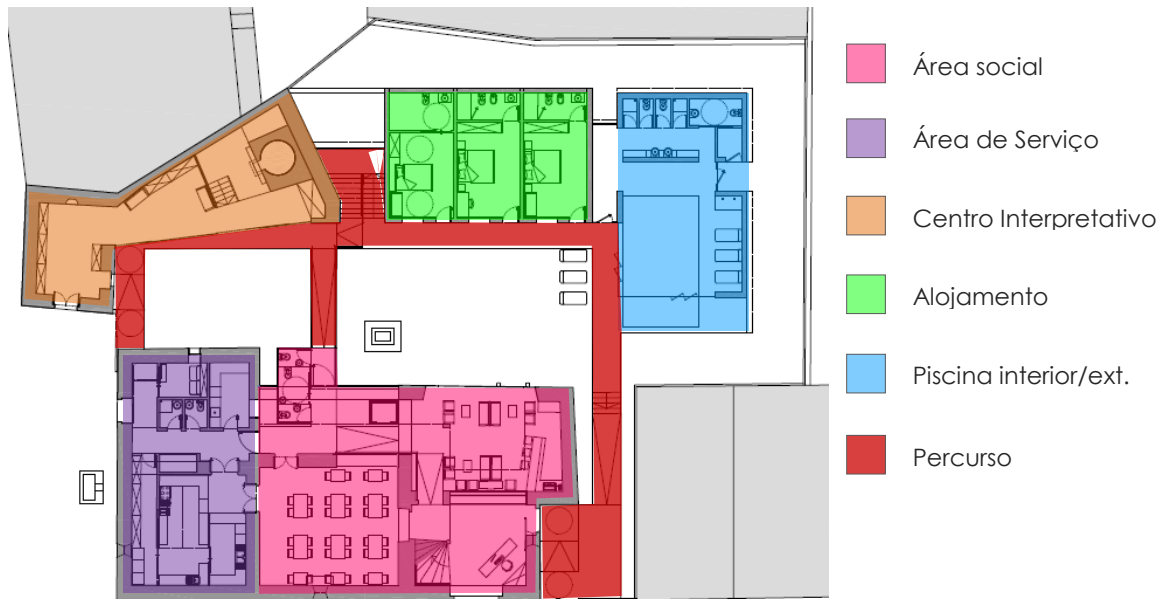 Área social
Área de Serviço
Centro Interpretativo
Alojamento
Piscina interior/ext.
Percurso